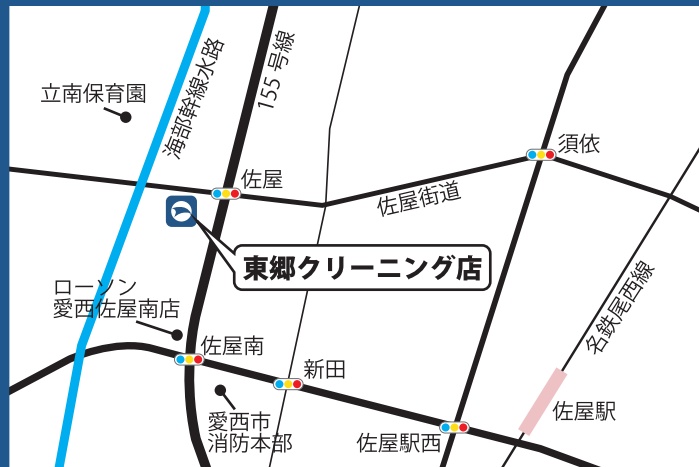 155号線
海部幹線水路
立南保育園
須依
佐屋
佐屋街道
東郷クリーニング店
名鉄尾西線
ローソン
愛西佐屋南店
佐屋南
新田
佐屋駅
愛西市
消防本部
佐屋駅西